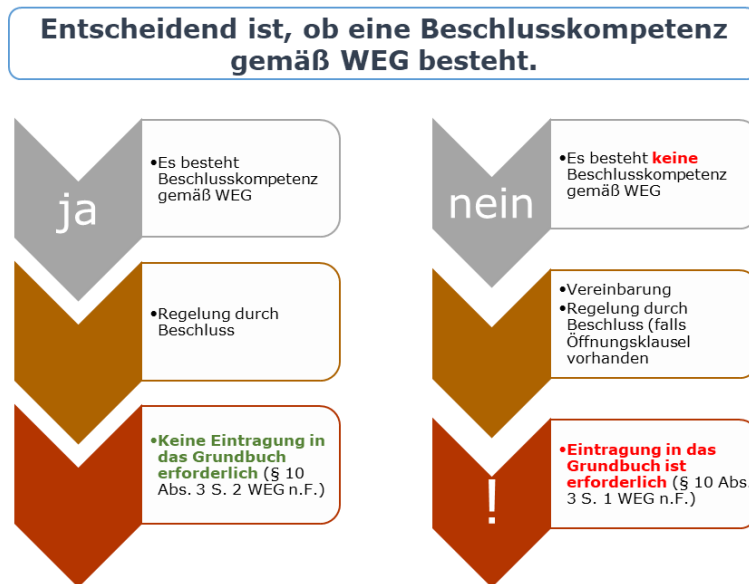 Entscheidend ist, ob eine Beschlusskompetenz
gemäß WEG besteht.
ja
•Es besteht
Beschlusskompetenz
gemäß WEG
•Regelung durch
Beschluss
•Keine Eintragung in
das Grundbuch
erforderlich (§ 10
Abs. 3 S. 2 WEG n.F.)
nein
•Es besteht keine
Beschlusskompetenz
gemäß WEG
•Vereinbarung
•Regelung durch
Beschluss (falls
Öffnungsklausel
vorhanden
!
•Eintragung in das
Grundbuch ist
erforderlich (§ 10 Abs.
3 S. 1 WEG n.F.)